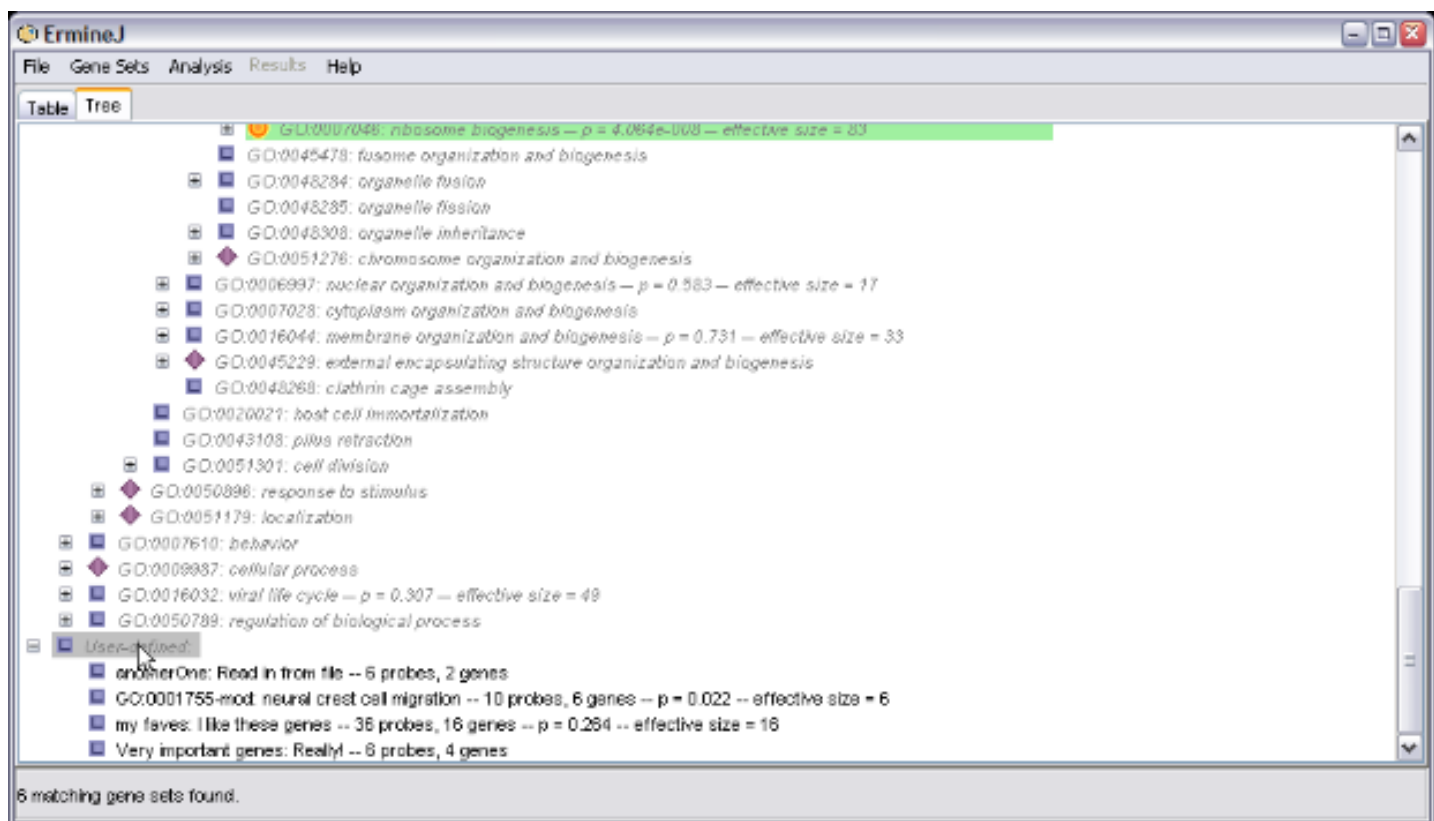 ErmineJ
File Gene Sets Analysis Results Help
Table Tree
GO:0007046: ribosome biogenesis — p = 4.064e-008 — effective size = 83
GO:0045478: fusome organization and biogenesis
GO:0048284: organelle fusion
GO:0048285: organelle fission
GO:0048308: organelle inheritance
GO:0051276: chromosome organization and biogenesis
GO:0006997: nuclear organization and biogenesis — p = 0.583 — effective size = 17
GO:0007028: cytoplasm organization and biogenesis
GO:0016044: membrane organization and biogenesis — p = 0.731 — effective size = 33
GO:0045229: external encapsulating structure organization and biogenesis
GO:0048268: clathrin cage assembly
GO:0020021: host cell immortalization
GO:0043108: pilus retraction
GO:0051301: cell division
GO:0050896: response to stimulus
GO:0051179: localization
GO:0007610: behavior
GO:0009987: cellular process
GO:0016032: viral life cycle — p = 0.307 — effective size = 49
GO:0050789: regulation of biological process
User-defined:
anotherOne: Read in from file -- 6 probes, 2 genes
GO:0001755-mod: neural crest cell migration -- 10 probes, 6 genes -- p = 0.022 -- effective size = 6
my faves: I like these genes -- 36 probes, 16 genes -- p = 0.264 -- effective size = 16
Very important genes: Really! -- 6 probes, 4 genes
6 matching gene sets found.